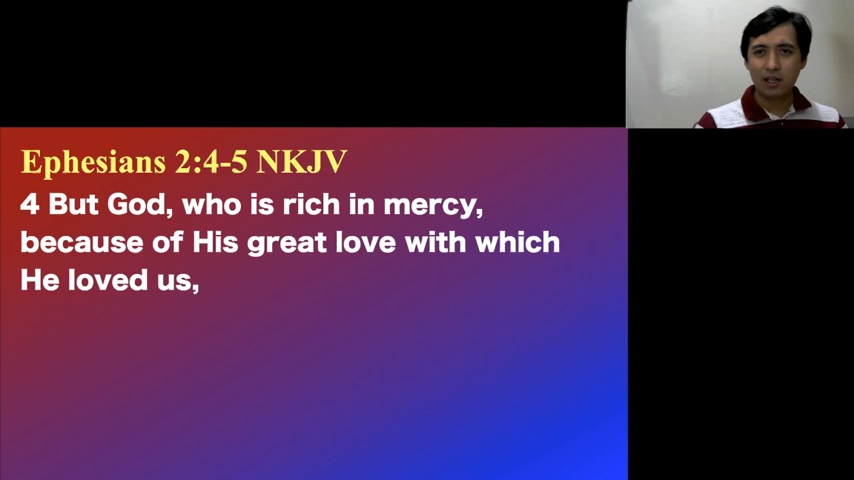 Ephesians 2:4-5 NKJV
4 But God, who is rich in mercy,
because of His great love with which
He loved us,